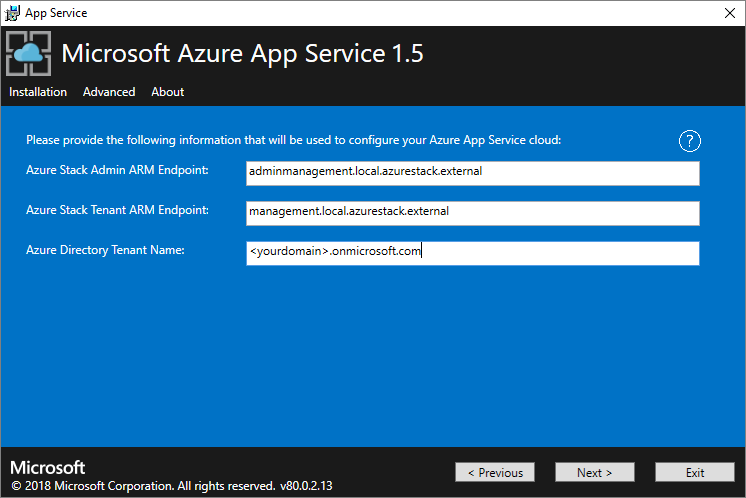 App Service
Microsoft Azure App Service 1.5
Installation Advanced About
Please provide the following information that will be used to configure your Azure App Service cloud: ?
Azure Stack Admin ARM Endpoint: adminmanagement.local.azurestack.external
Azure Stack Tenant ARM Endpoint: management.local.azurestack.external
Azure Directory Tenant Name: <yourdomain>.onmicrosoft.com
Microsoft
© 2018 Microsoft Corporation. All rights reserved. v80.0.2.13
< Previous Next > Exit